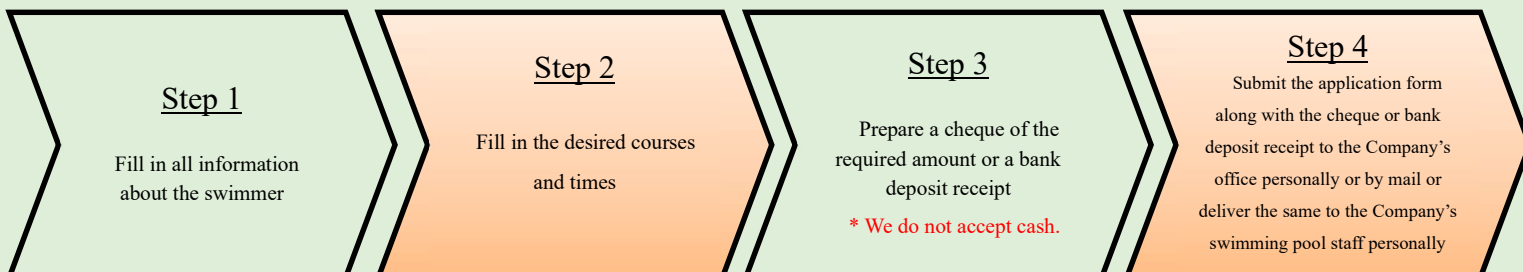 Step 1
Fill in all information
about the swimmer
Step 2
Fill in the desired courses
and times
Step 3
Prepare a cheque of the
required amount or a bank
deposit receipt
* We do not accept cash.
Step 4
Submit the application form
along with the cheque or bank
deposit receipt to the Company’s
office personally or by mail or
deliver the same to the Company’s
swimming pool staff personally